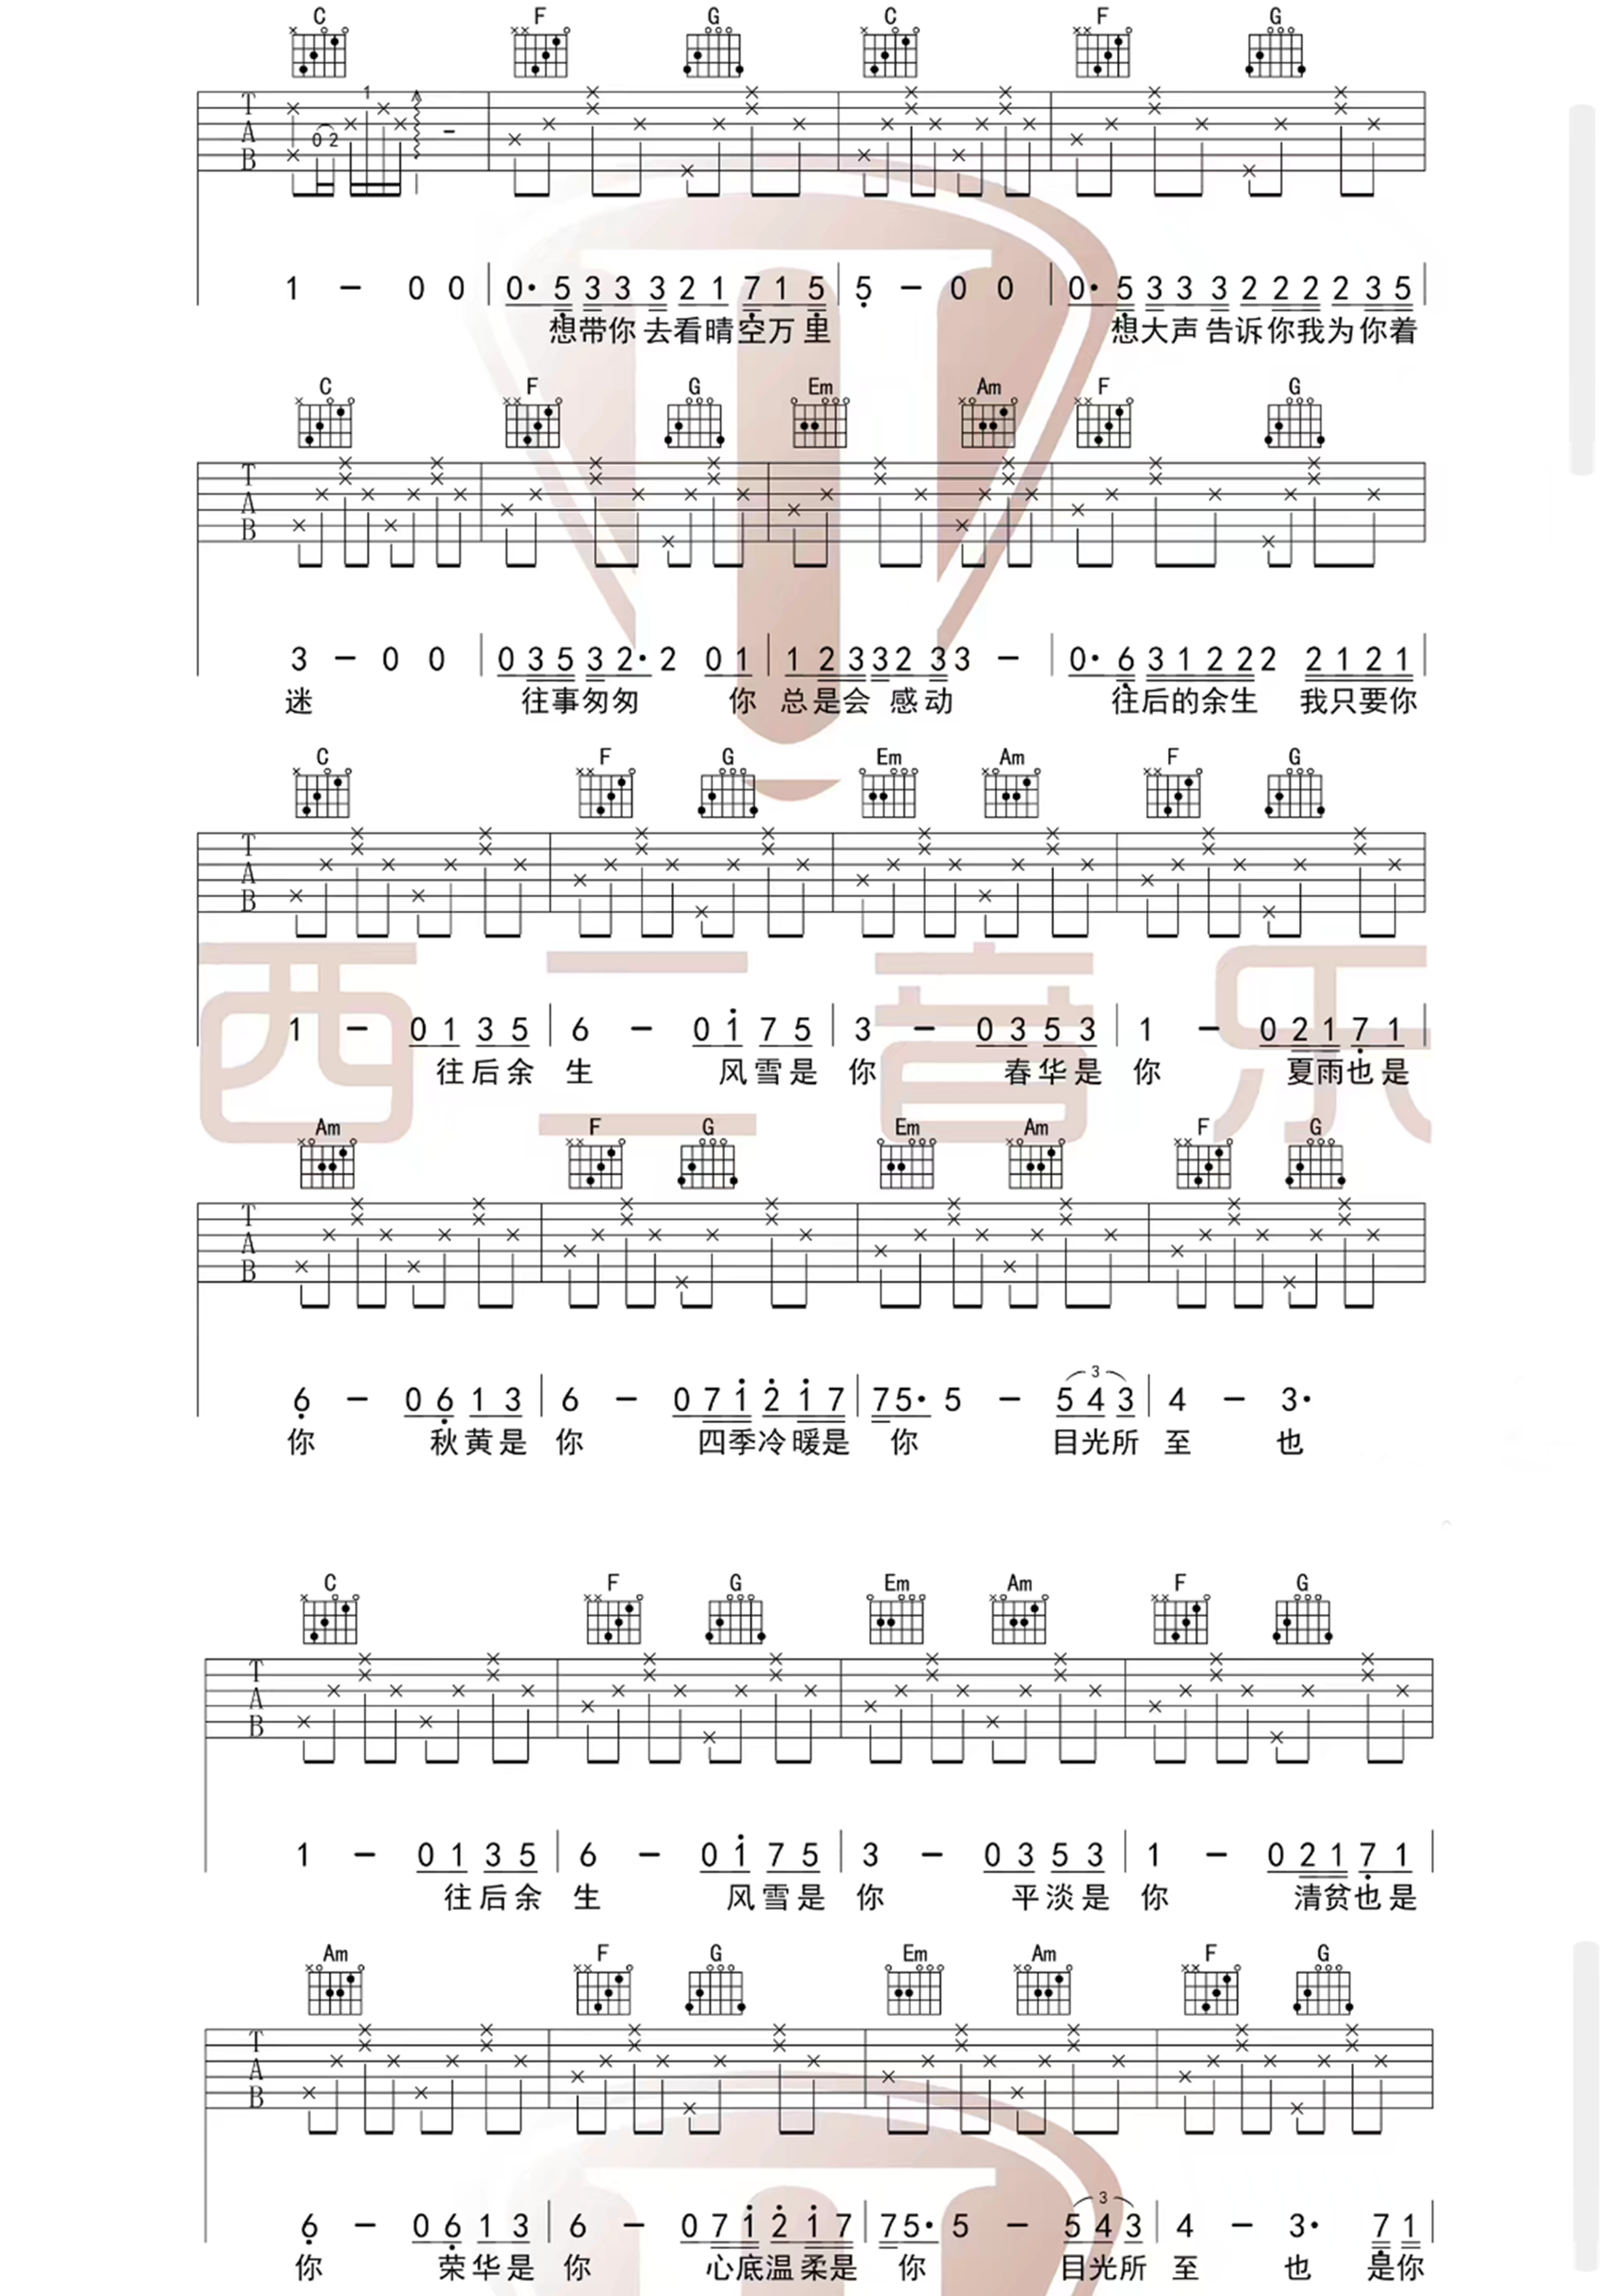 C F G C F G
1
0 2
T
A
B
1 — 0 0 | 0· 5 3 3 3 2 1 7 1 5 | 5 — 0 0 | 0· 5 3 3 3 2 2 2 2 3 5 |
想带你 去看晴空万里 想大声 告诉你我为你着
C F G Em Am F G
T
A
B
3 — 0 0 | 0 3 5 3 2· 2 0 1 | 1 2 3 3 2 3 3 — | 0· 6 3 1 2 2 2 2 2 1 2 1 |
迷 往事匆匆 你 总是会 感动 往后的余生 我只要你
C F G Em Am F G
T
A
B
1 — 0 1 3 5 | 6 — 0 1 7 5 | 3 — 0 3 5 3 | 1 — 0 2 1 7 1 |
往后余 生 风雪是 你 春华是 你 夏雨也是
西二音乐
Am F G Em Am F G
T
A
B
6 — 0 6 1 3 | 6 — 0 7 1 2 1 7 | 7 5· 5 — 5 4 3 | 4 — 3·
3
你 秋黄是 你 四季冷暖是 你 目光所 至 也
C F G Em Am F G
T
A
B
1 — 0 1 3 5 | 6 — 0 1 7 5 | 3 — 0 3 5 3 | 1 — 0 2 1 7 1 |
往后余 生 风雪是 你 平淡是 你 清贫也是
Am F G Em Am F G
T
A
B
6 — 0 6 1 3 | 6 — 0 7 1 2 1 7 | 7 5· 5 — 5 4 3 | 4 — 3· 7 1 |
3
你 荣华是 你 心底温柔是 你 目光所 至 也 是你